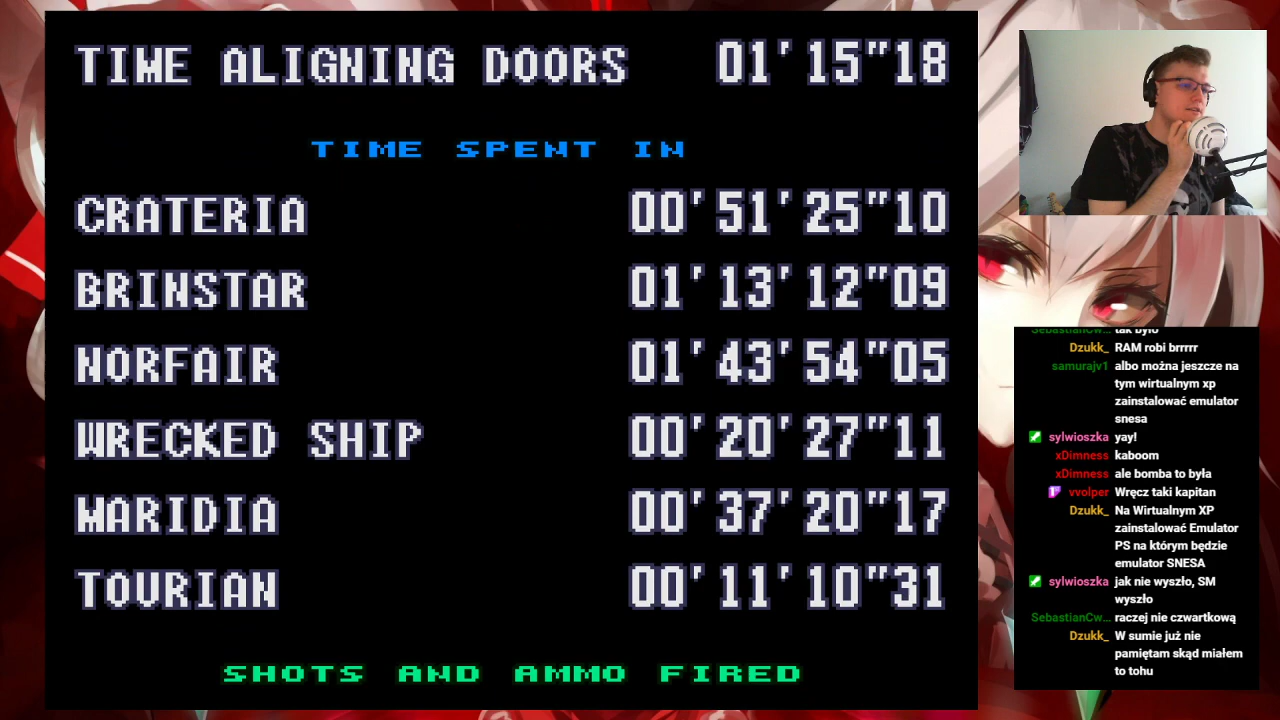 TIME ALIGNING DOORS 01'15"18
TIME SPENT IN
CRATERIA 00'51'25"10
BRINSTAR 01'13'12"09
NORFAIR 01'43'54"05
WRECKED SHIP 00'20'27"11
MARIDIA 00'37'20"17
TOURIAN 00'11'10"31
SHOTS AND AMMO FIRED
SebastianCw... tak było
Dzukk_ RAM robi brrrrr
samurajv1 albo można jeszcze na
tym wirtualnym xp
zainstalować emulator
snesa
sylwioszka yay!
xDimness kaboom
xDimness ale bomba to była
vvolper Wręcz taki kapitan
Dzukk_ Na Wirtualnym XP
zainstalować Emulator
PS na którym będzie
emulator SNESA
sylwioszka jak nie wyszło, SM
wyszło
SebastianCw... raczej nie czwartkową
Dzukk_ W sumie już nie
pamiętam skąd miałem
to tohu